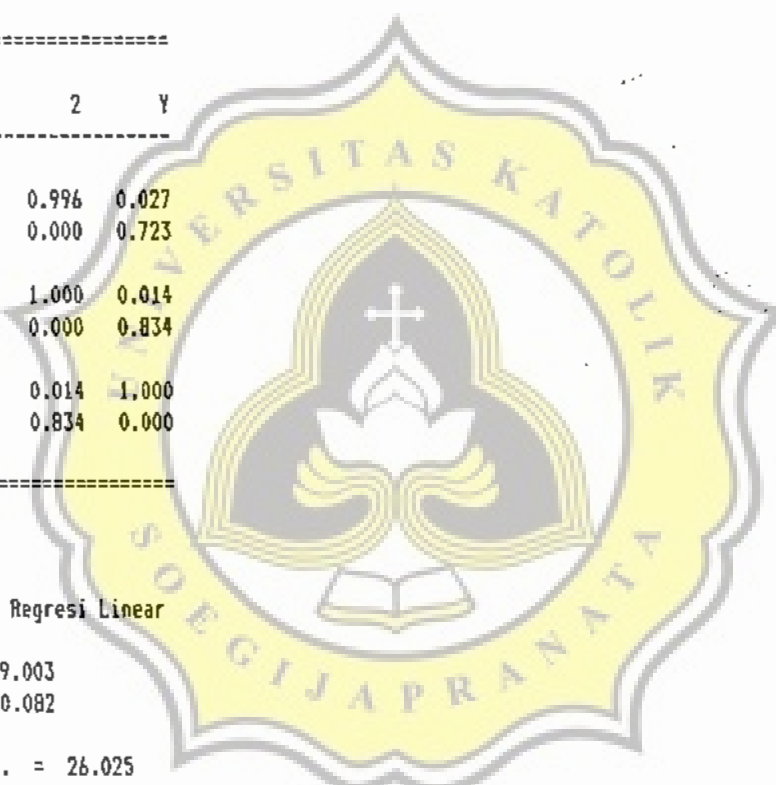 ================
2 Y
----------------
0.996 0.027
0.000 0.723
1.000 0.014
0.000 0.834
0.014 1,000
0.834 0.000
================
Regresi Linear
9.003
0.082
. = 26.025
UNIVERSITAS KATOLIK
SOEGIJAPRANATA